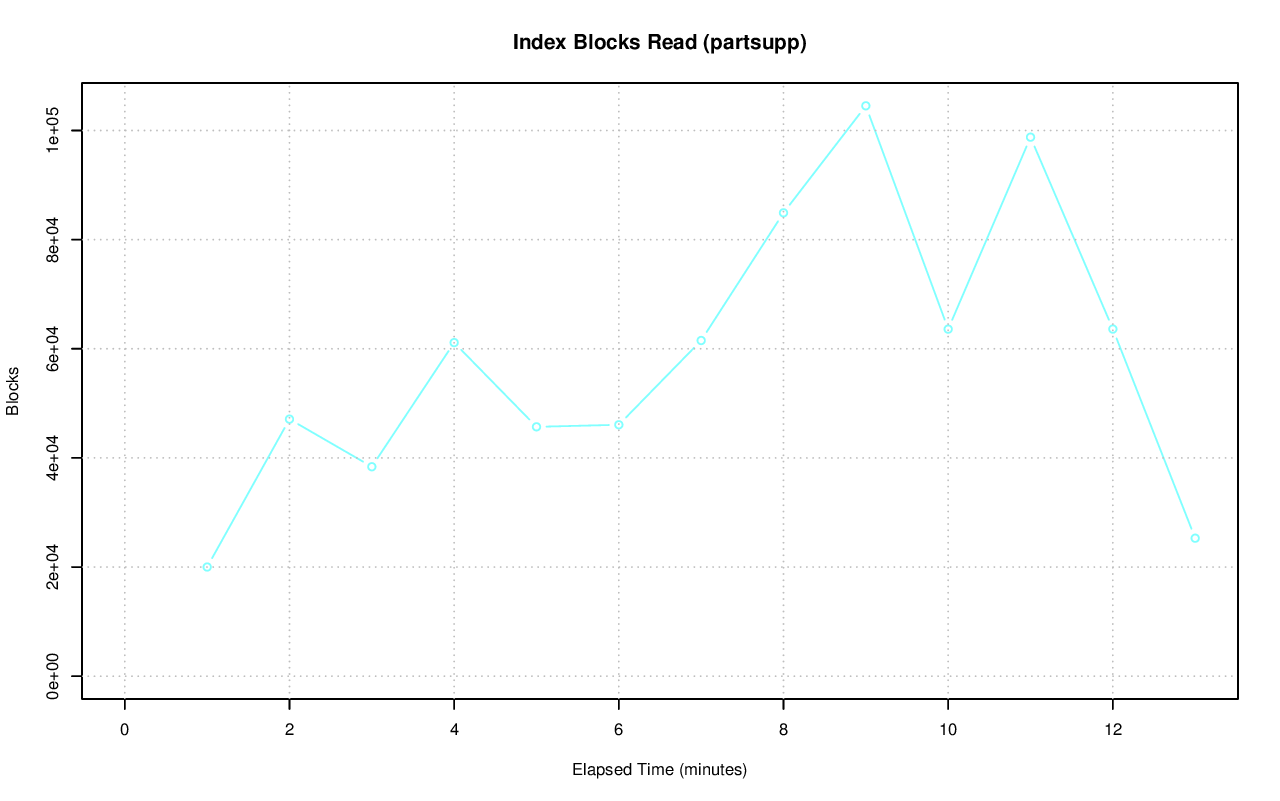 Index Blocks Read (partsupp)
1e+05
8e+04
6e+04
4e+04
2e+04
0e+00
Blocks
0 2 4 6 8 10 12
Elapsed Time (minutes)